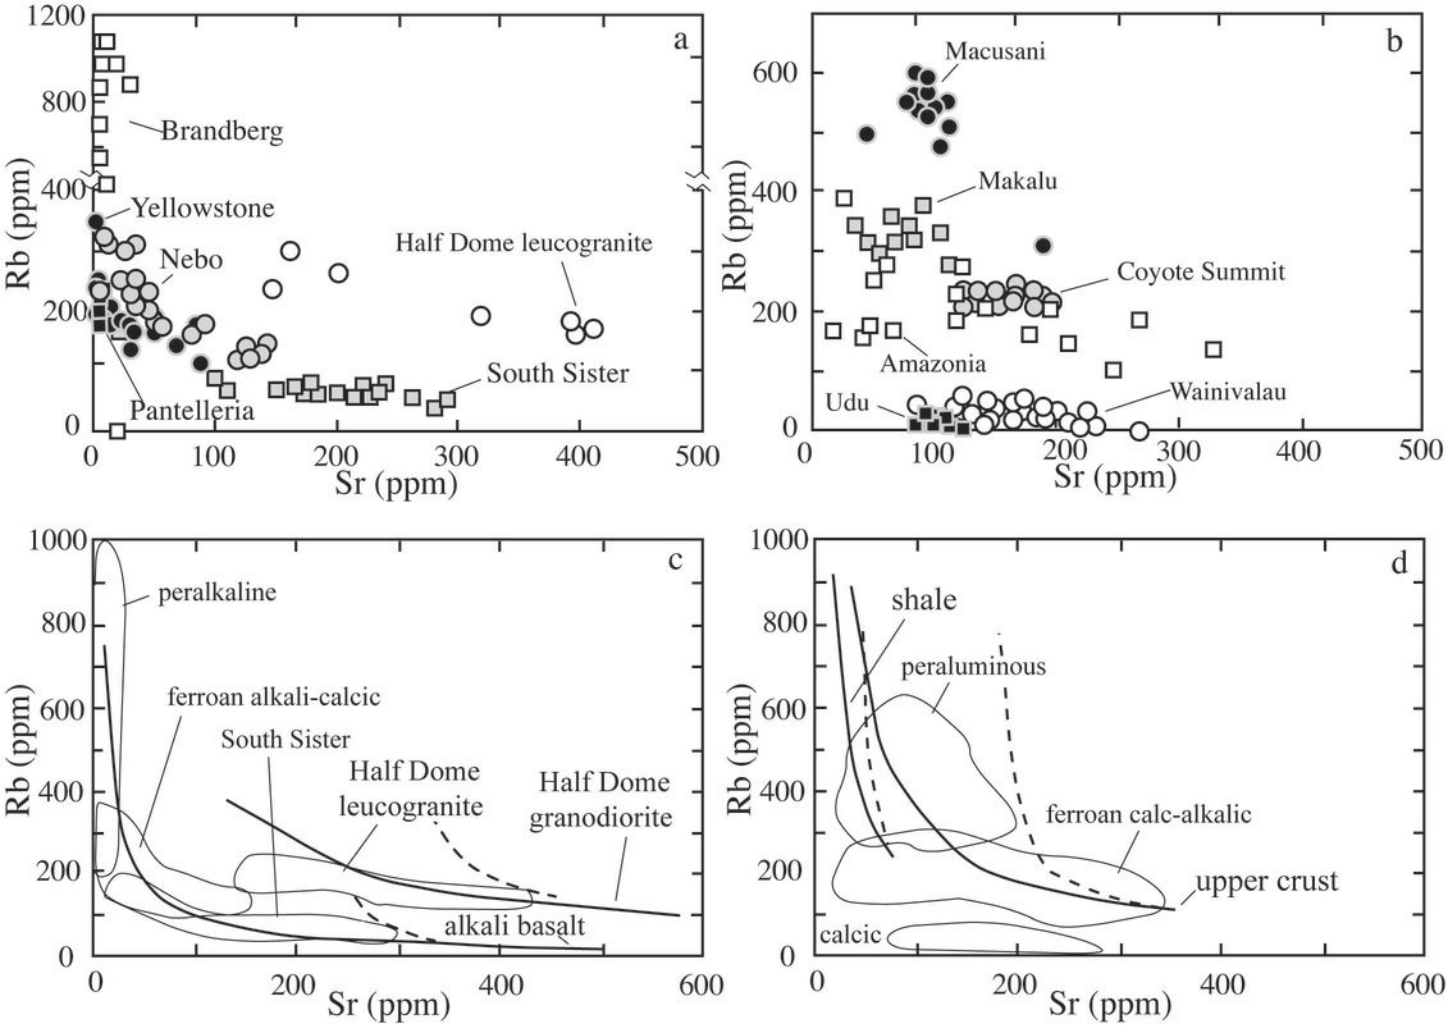 1200
800
400
200
0
Rb (ppm)
a
Brandberg
Yellowstone
Nebo
Half Dome leucogranite
South Sister
Pantelleria
0 100 200 300 400 500
Sr (ppm)
600
400
200
0
Rb (ppm)
b
Macusani
Makalu
Coyote Summit
Amazonia
Udu
Wainivalau
0 100 200 300 400 500
Sr (ppm)
1000
800
600
400
200
0
Rb (ppm)
c
peralkaline
ferroan alkali-calcic
South Sister
Half Dome
leucogranite
Half Dome
granodiorite
alkali basalt
0 200 400 600
Sr (ppm)
1000
800
600
400
200
0
Rb (ppm)
d
shale
peraluminous
ferroan calc-alkalic
upper crust
calcic
0 200 400 600
Sr (ppm)